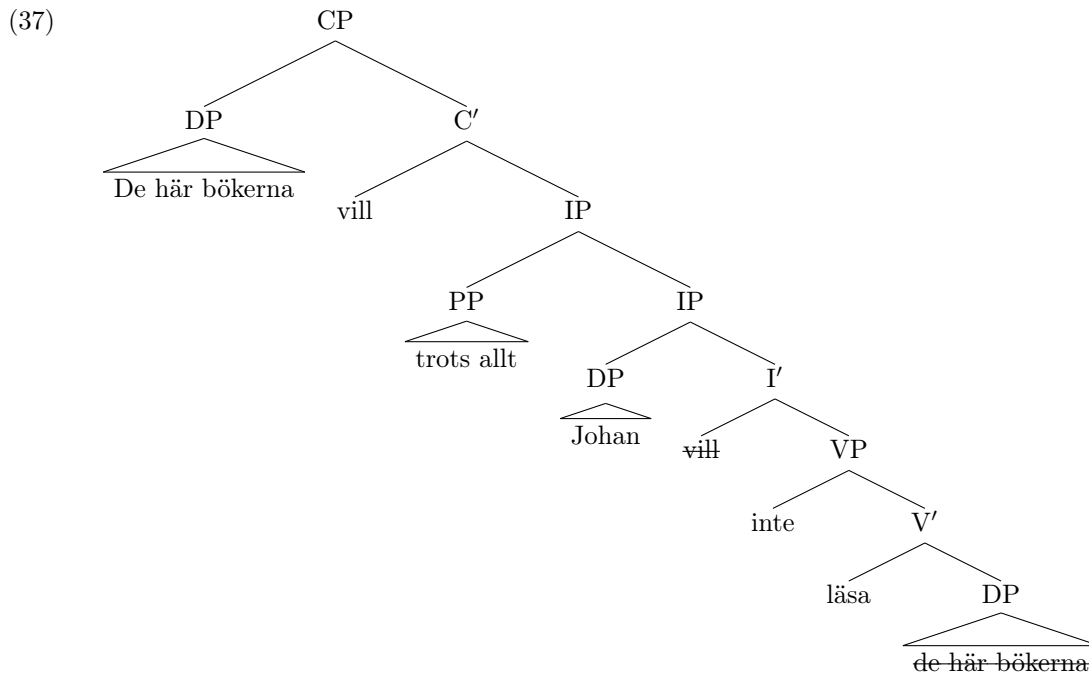 (37)
CP
DP
C′
De här bökerna
vill
IP
PP
IP
trots allt
DP
I′
Johan
vill
VP
inte
V′
läsa
DP
de här bökerna